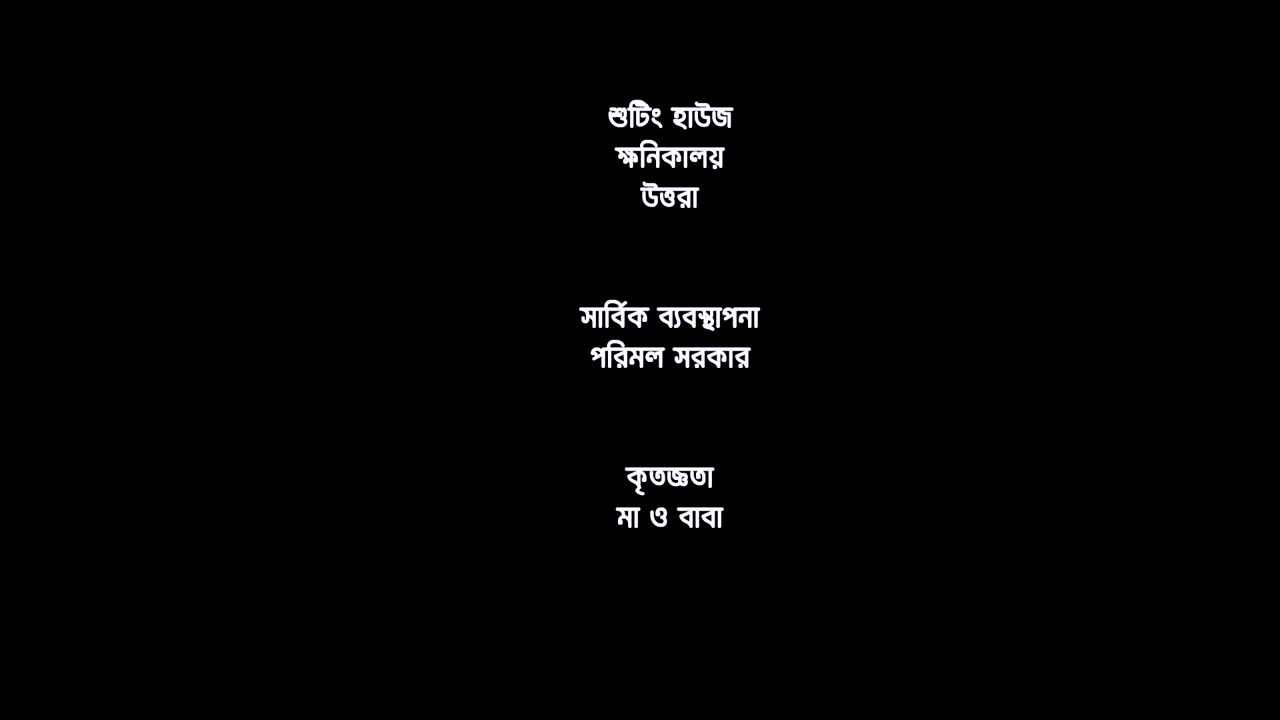 শুটিং হাউজ
ক্ষনিকালয়
উত্তরা
সার্বিক ব্যবস্থাপনা
পরিমল সরকার
কৃতজ্ঞতা
মা ও বাবা